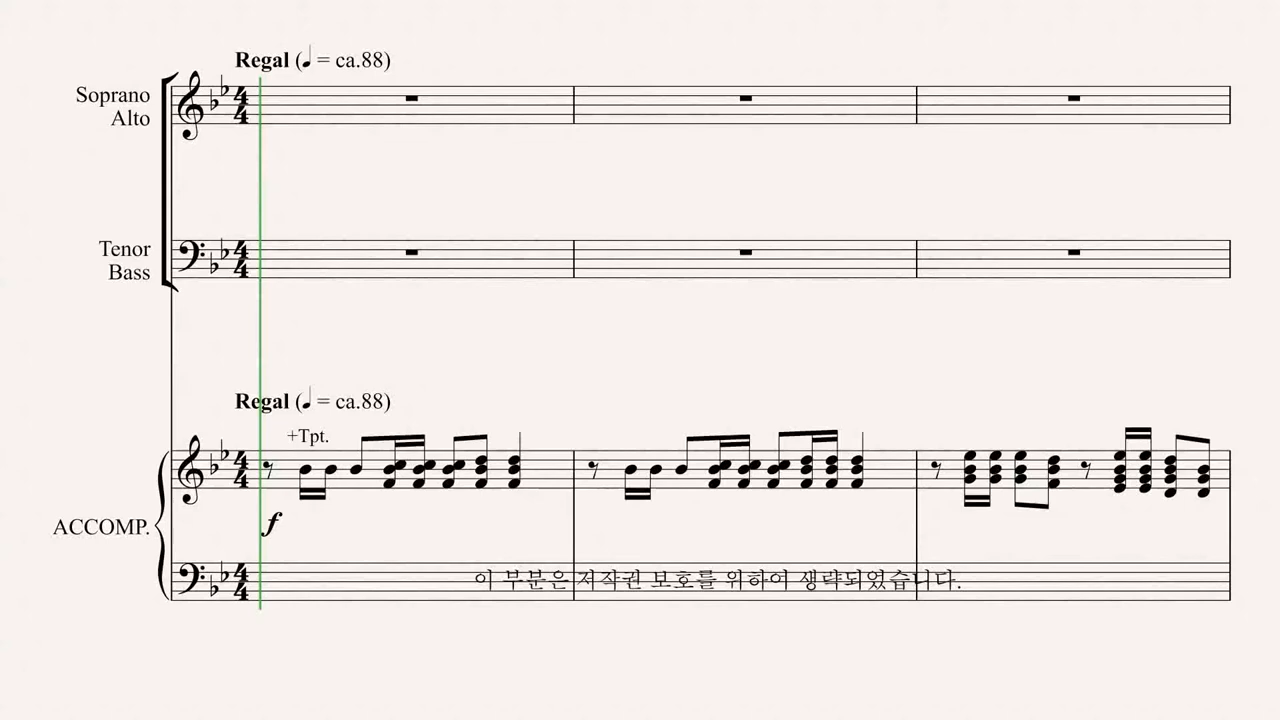 Regal (♩ = ca.88)
Soprano
Alto
Tenor
Bass
Regal (♩ = ca.88)
+Tpt.
f
ACCOMP.
이 부분은 저작권 보호를 위하여 생략되었습니다.